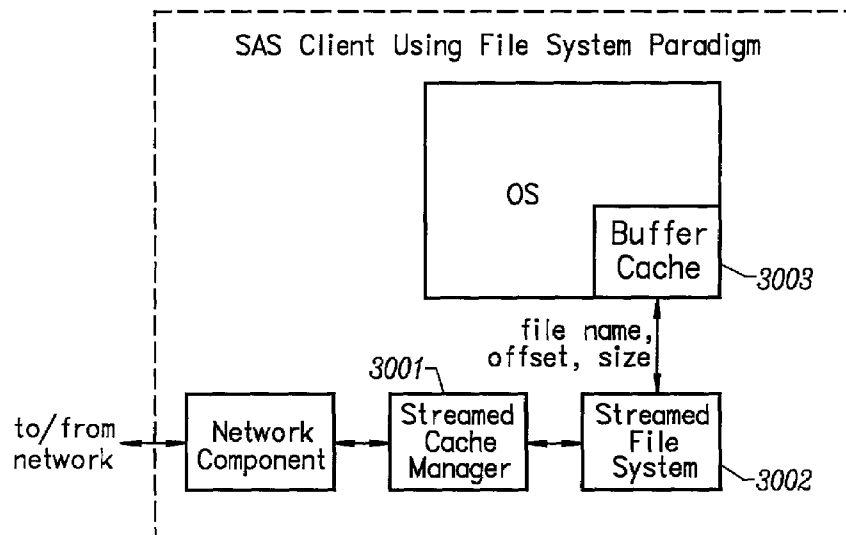 SAS Client Using File System Paradigm
OS
Buffer
Cache
3003
file name,
offset, size
3001
to/from
network
Network
Component
Streamed
Cache
Manager
Streamed
File
System
3002